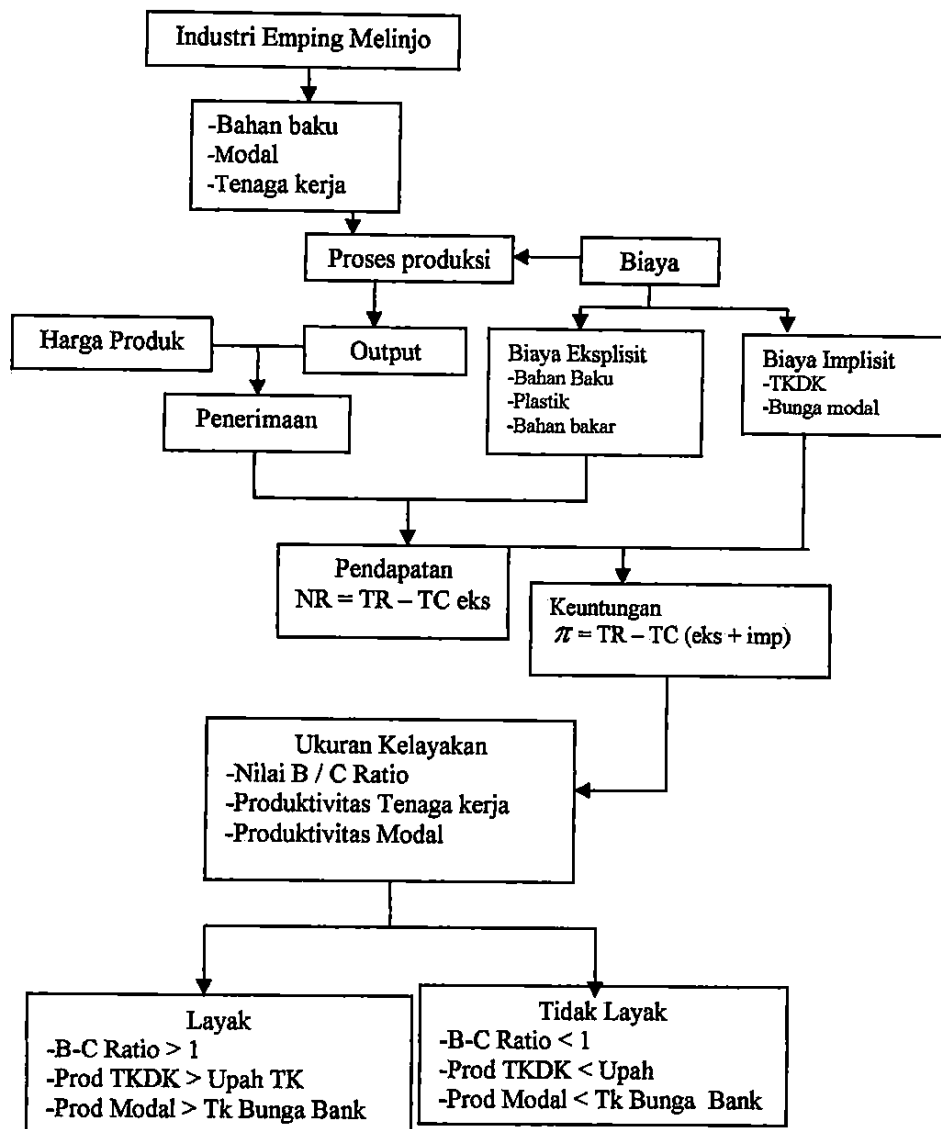 Industri Emping Melinjo
-Bahan baku
-Modal
-Tenaga kerja
Proses produksi
Biaya
Harga Produk
Output
Biaya Eksplisit
-Bahan Baku
-Plastik
-Bahan bakar
Biaya Implisit
-TKDK
-Bunga modal
Penerimaan
Pendapatan
NR = TR – TC eks
Keuntungan
π = TR – TC (eks + imp)
Ukuran Kelayakan
-Nilai B / C Ratio
-Produktivitas Tenaga kerja
-Produktivitas Modal
Layak
-B-C Ratio > 1
-Prod TKDK > Upah TK
-Prod Modal > Tk Bunga Bank
Tidak Layak
-B-C Ratio < 1
-Prod TKDK < Upah
-Prod Modal < Tk Bunga Bank